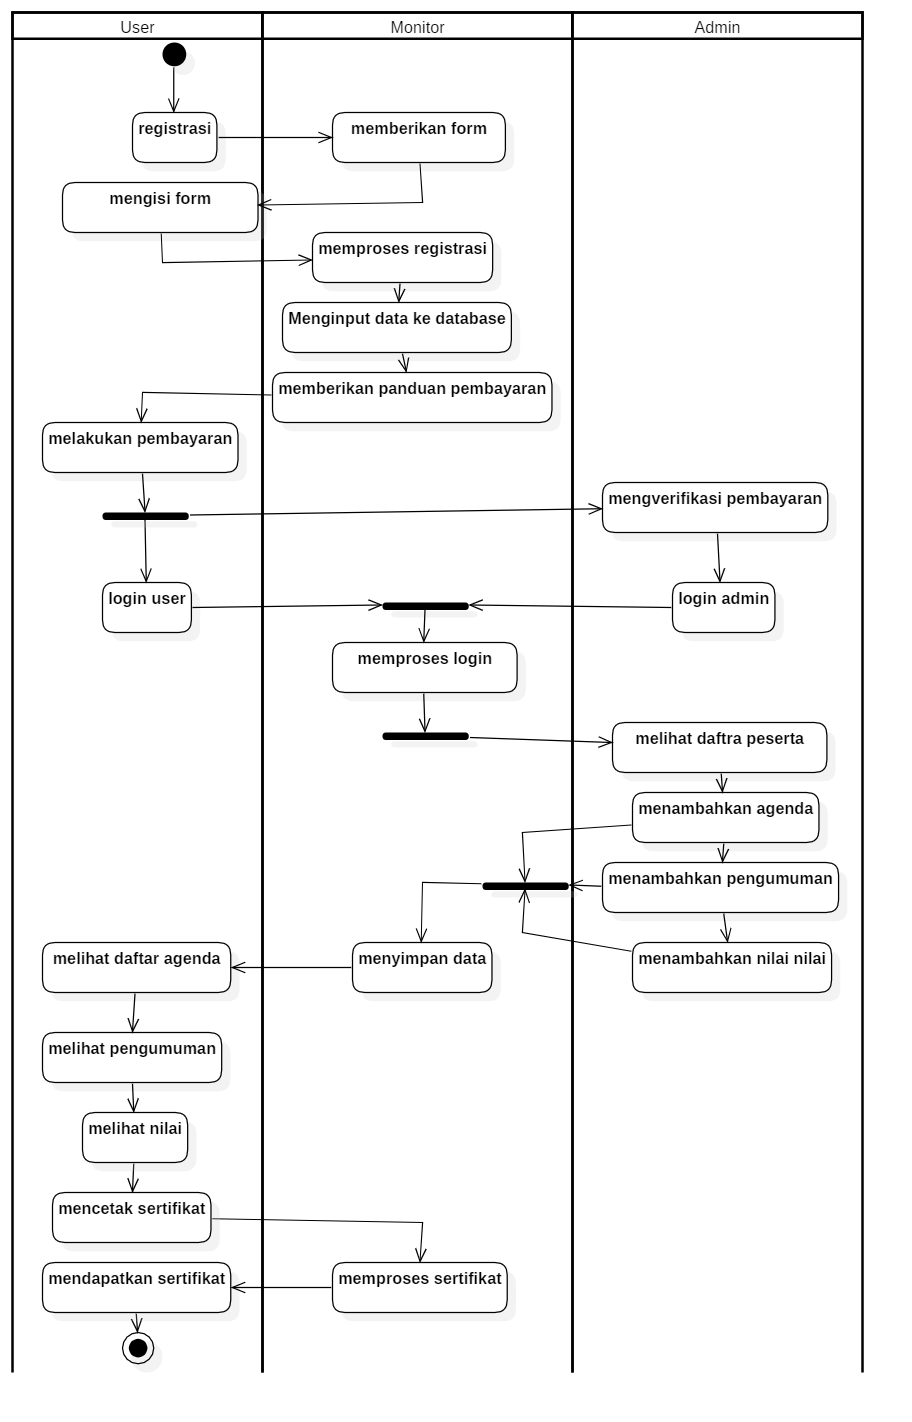 User
Monitor
Admin
registrasi
memberikan form
mengisi form
memproses registrasi
Menginput data ke database
memberikan panduan pembayaran
melakukan pembayaran
mengverifikasi pembayaran
login user
login admin
memproses login
melihat daftra peserta
menambahkan agenda
menambahkan pengumuman
melihat daftar agenda
menyimpan data
menambahkan nilai nilai
melihat pengumuman
melihat nilai
mencetak sertifikat
mendapatkan sertifikat
memproses sertifikat